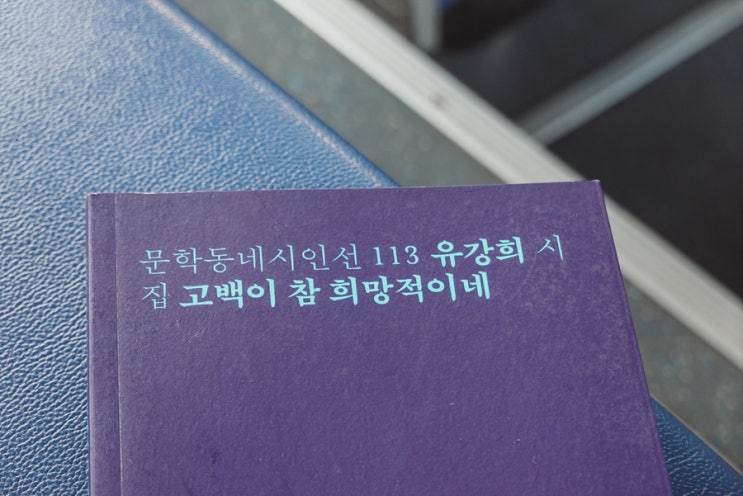 문학동네시인선 113 유강희 시
집 고백이 참 희망적이네